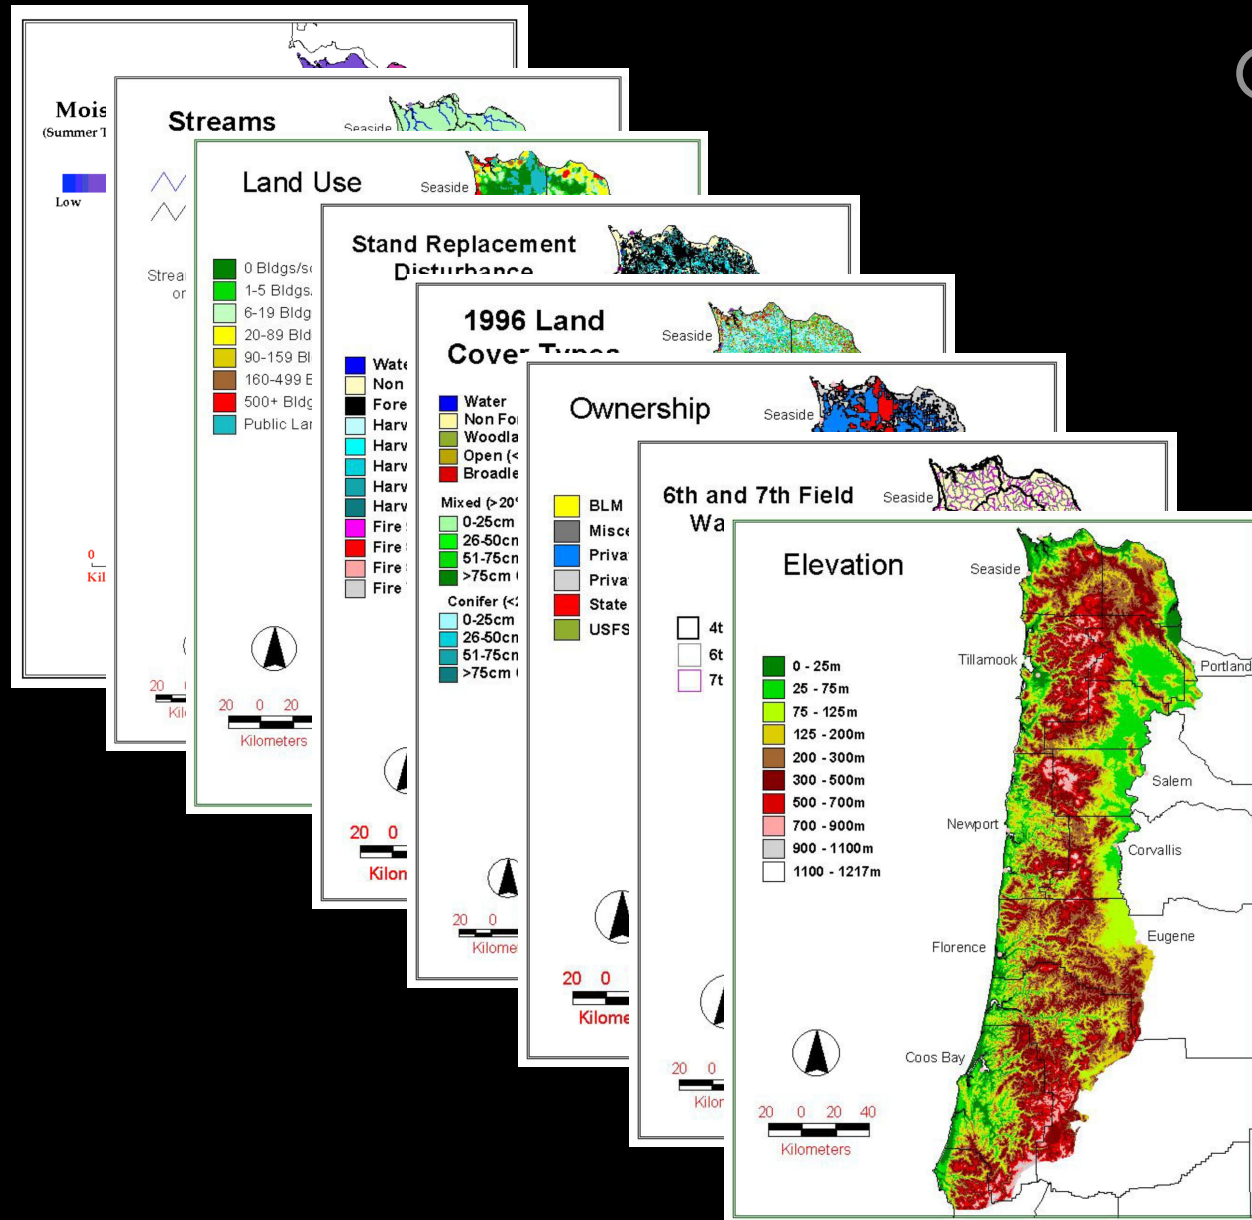 Mois
(Summer T
Low
0
Kil
Streams
Seaside
Strea
or
20
Kil
Land Use
Seaside
0 Bldgs/s
1-5 Bldgs
6-19 Bldg
20-89 Bld
90-159 Bl
160-499 B
500+ Bldg
Public Lar
20 0 20
Kilometers
Stand Replacement
Disturbance
Wate
Non
Fore
Harv
Harv
Harv
Harv
Harv
Fire
Fire
Fire
Fire
20 0
Kilon
1996 Land
Cover Types
Seaside
Water
Non Fo
Woodla
Open (<
Broadle
Mixed (>20
0-25cm
26-50cm
51-75cm
>75cm
Conifer (<
0-25cm
26-50cm
51-75cm
>75cm
20 0
Kilome
Ownership
Seaside
BLM
Misce
Priva
Priva
State
USFS
20 0
Kilome
6th and 7th Field
Wa
Seaside
4t
6t
7t
20 0
Kilor
Elevation
Seaside
Tillamook
Portland
Salem
Newport
Corvallis
Florence
Eugene
Coos Bay
0 - 25m
25 - 75m
75 - 125m
125 - 200m
200 - 300m
300 - 500m
500 - 700m
700 - 900m
900 - 1100m
1100 - 1217m
20 0 20 40
Kilometers